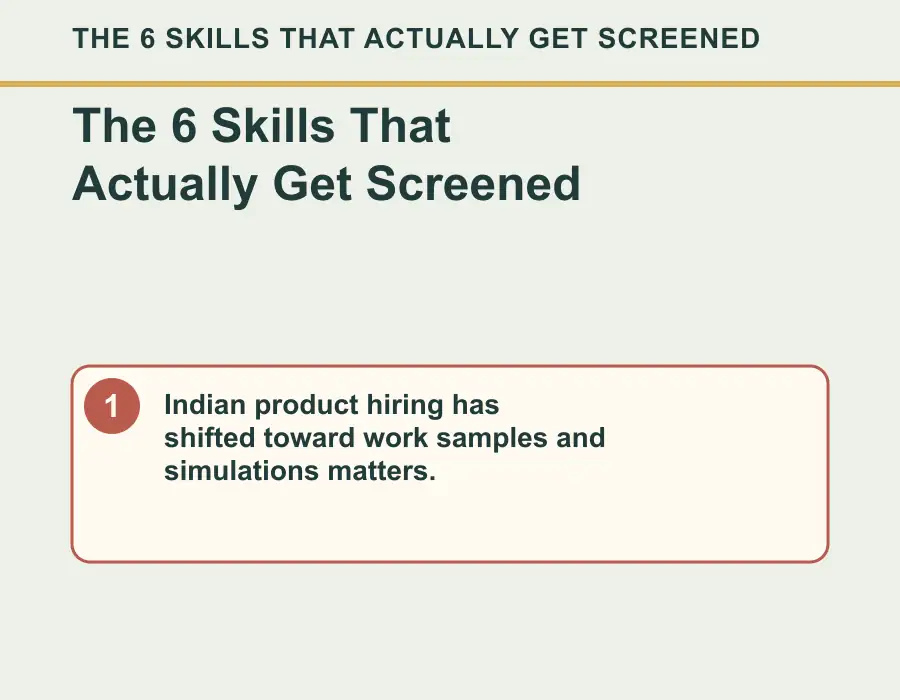 THE 6 SKILLS THAT ACTUALLY GET SCREENED
The 6 Skills That
Actually Get Screened
1
Indian product hiring has
shifted toward work samples and
simulations matters.